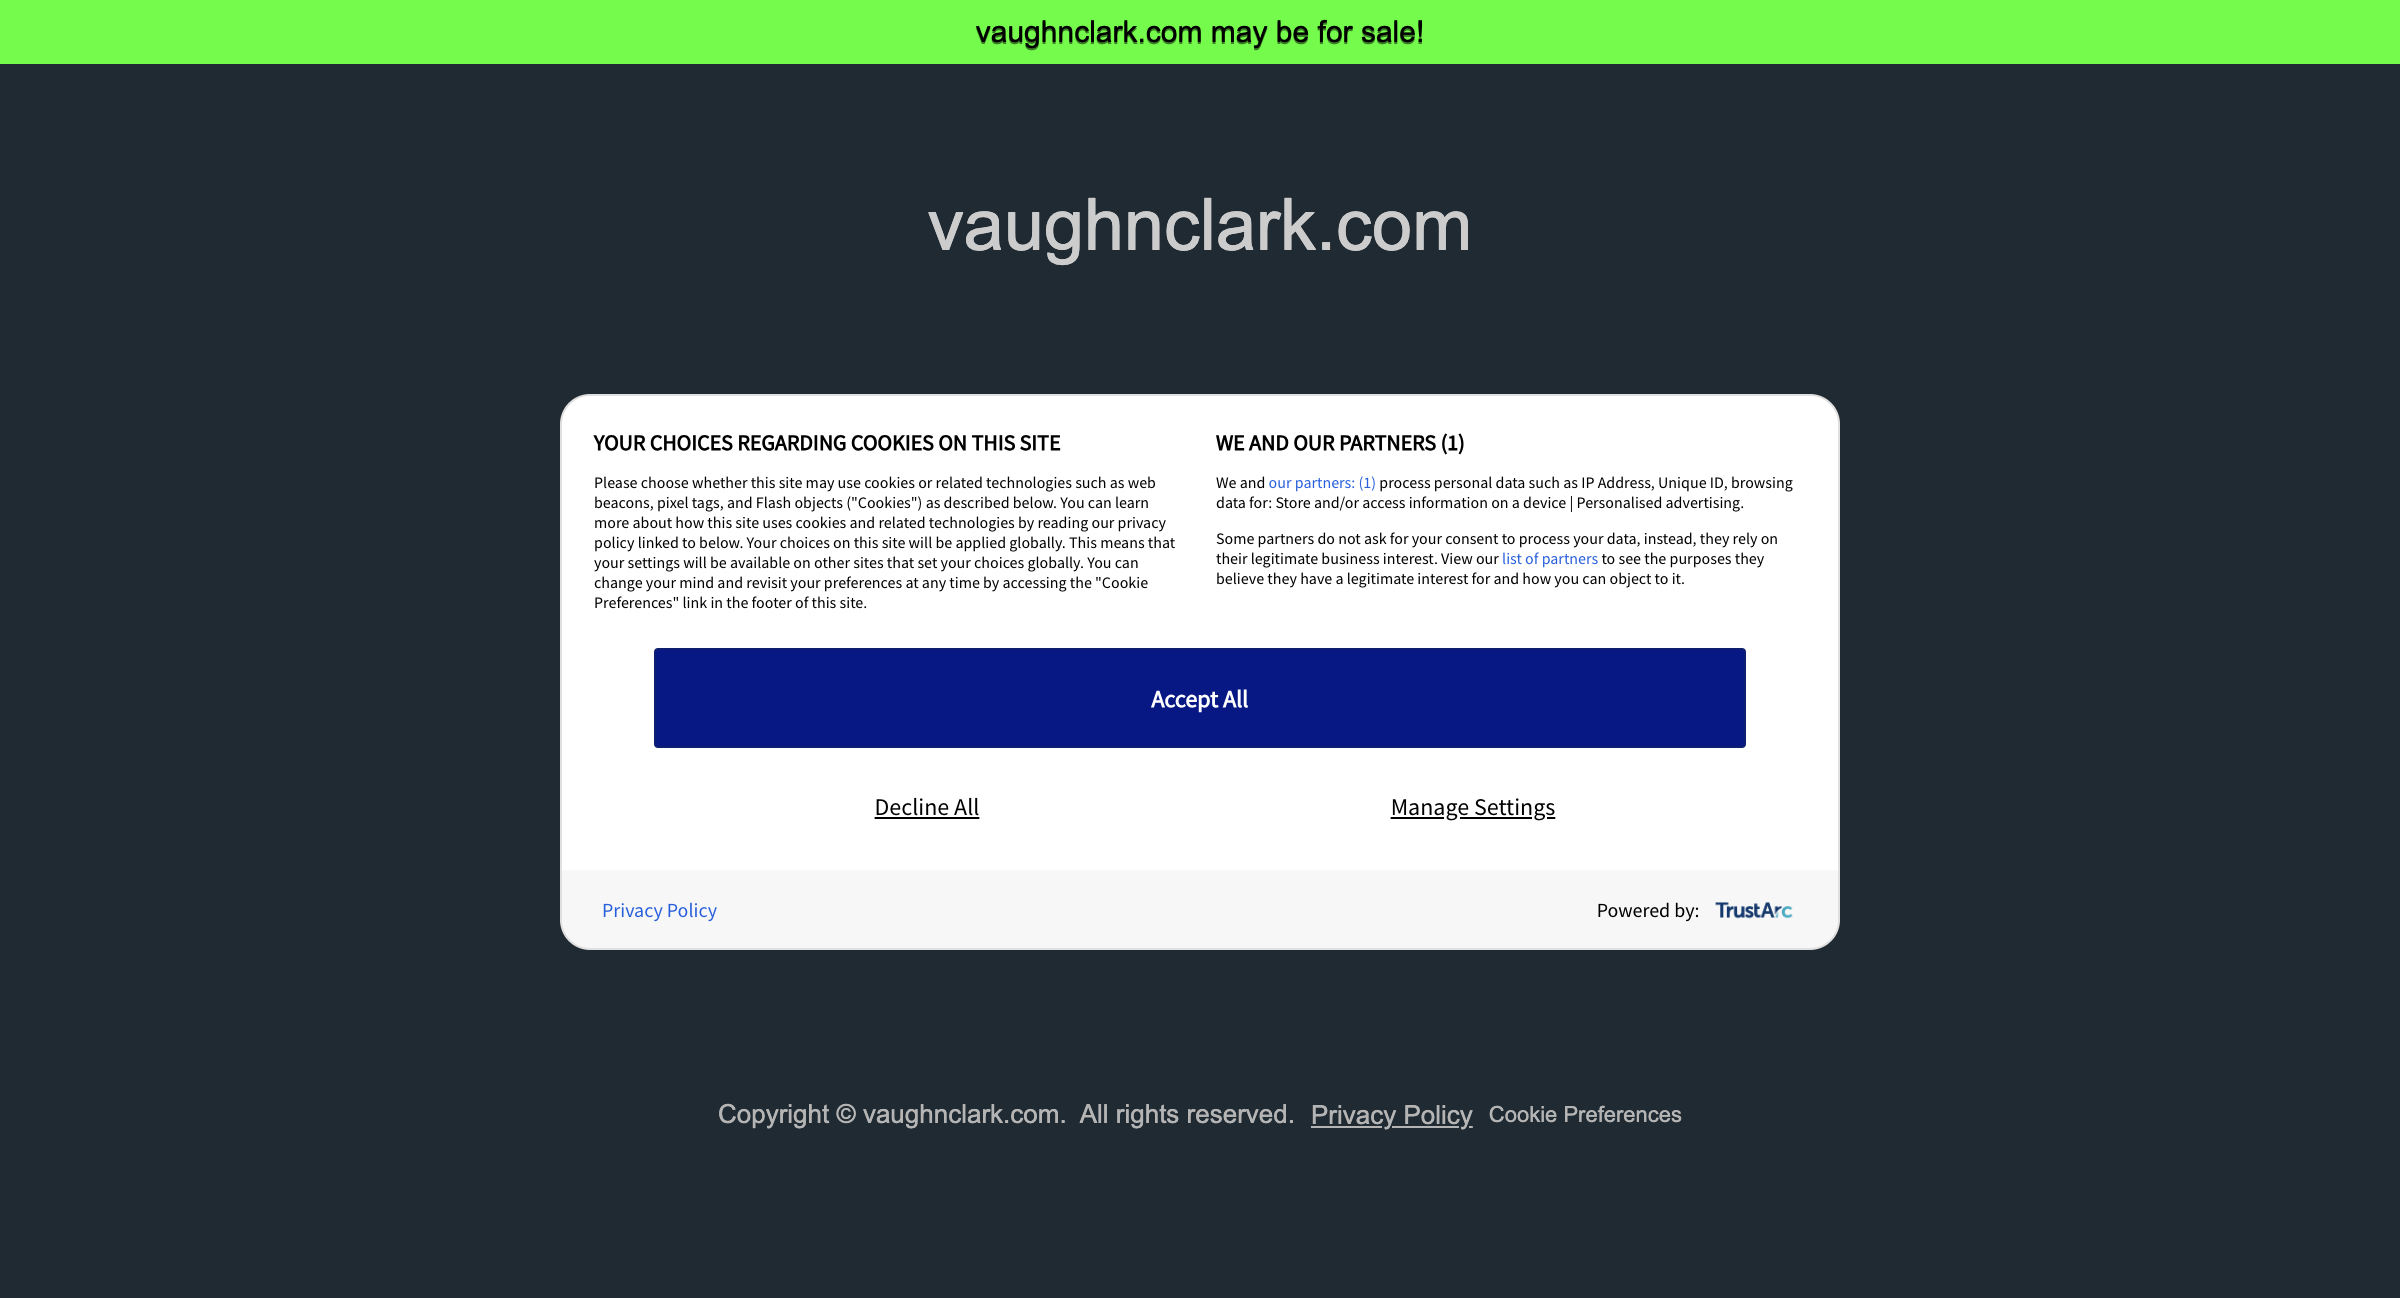 vaughnclark.com may be for sale!
vaughnclark.com
YOUR CHOICES REGARDING COOKIES ON THIS SITE
Please choose whether this site may use cookies or related technologies such as web
beacons, pixel tags, and Flash objects ("Cookies") as described below. You can learn
more about how this site uses cookies and related technologies by reading our privacy
policy linked to below. Your choices on this site will be applied globally. This means that
your settings will be available on other sites that set your choices globally. You can
change your mind and revisit your preferences at any time by accessing the "Cookie
Preferences" link in the footer of this site.
WE AND OUR PARTNERS (1)
We and our partners: (1) process personal data such as IP Address, Unique ID, browsing
data for: Store and/or access information on a device | Personalised advertising.
Some partners do not ask for your consent to process your data, instead, they rely on
their legitimate business interest. View our list of partners to see the purposes they
believe they have a legitimate interest for and how you can object to it.
Accept All
Decline All
Manage Settings
Privacy Policy
Powered by: TrustArc
Copyright © vaughnclark.com. All rights reserved. Privacy Policy Cookie Preferences